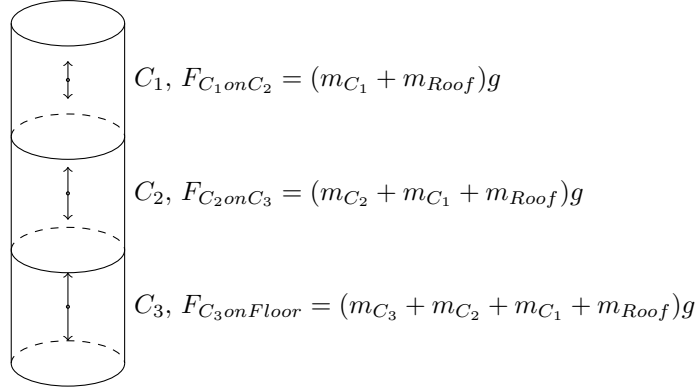 C₁, F_{C₁onC₂} = (m_{C₁} + m_{Roof})g
C₂, F_{C₂onC₃} = (m_{C₂} + m_{C₁} + m_{Roof})g
C₃, F_{C₃onFloor} = (m_{C₃} + m_{C₂} + m_{C₁} + m_{Roof})g